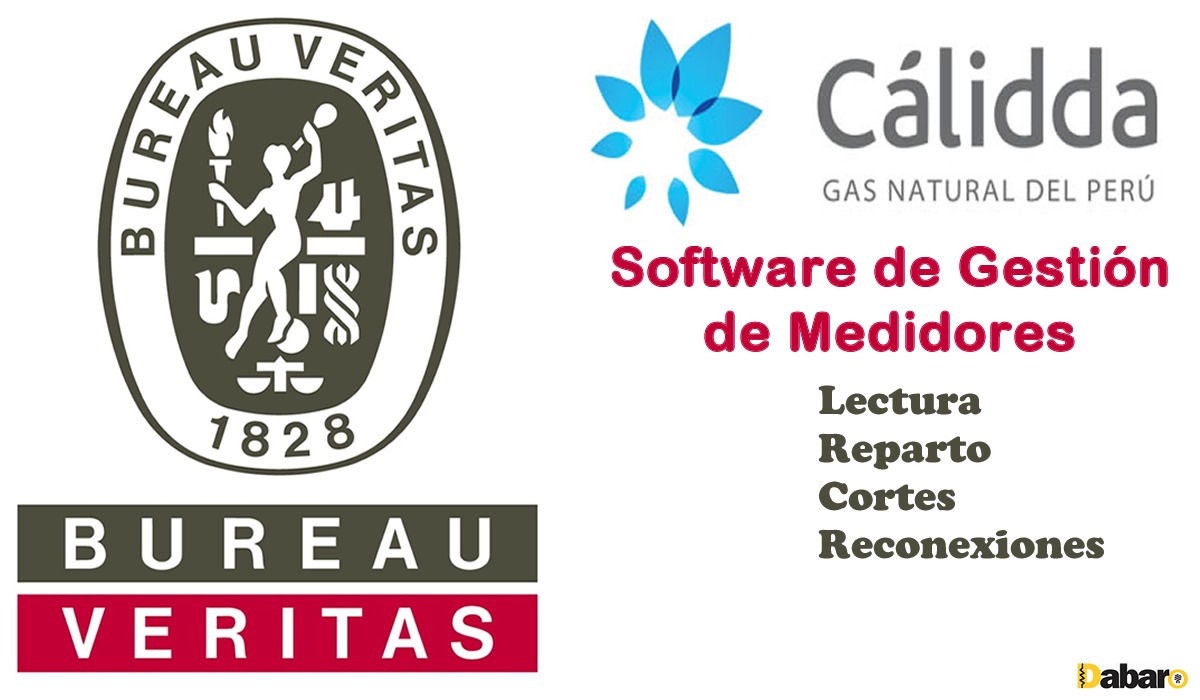 BUREAU VERITAS
1828
BUREAU
VERITAS
Cálidda
GAS NATURAL DEL PERÚ
Software de Gestión
de Medidores
Lectura
Reparto
Cortes
Reconexiones
Dabaro